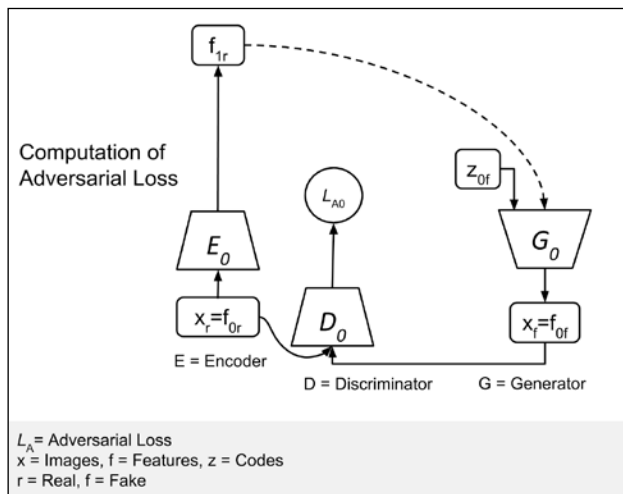 f1r
Computation of
Adversarial Loss
z0f
LA0
E0
G0
xr=f0r
D0
xf=f0f
E = Encoder
D = Discriminator
G = Generator
LA= Adversarial Loss
x = Images, f = Features, z = Codes
r = Real, f = Fake